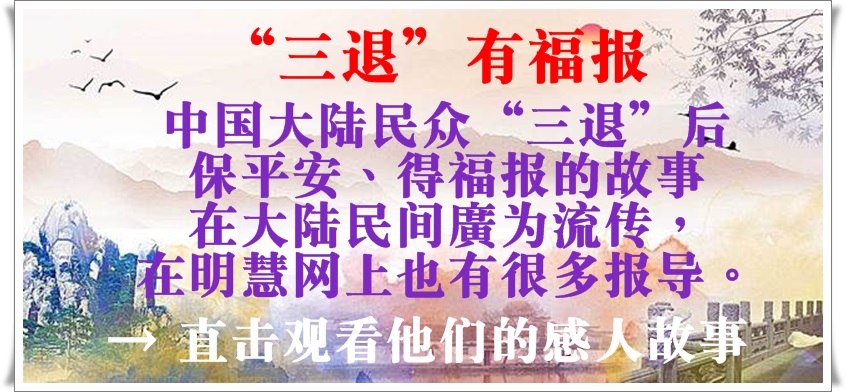 “三退”有福报
中国大陆民众“三退”后
保平安、得福报的故事
在大陆民间廣为流传，
在明慧网上也有很多报导。
→ 直击观看他们的感人故事